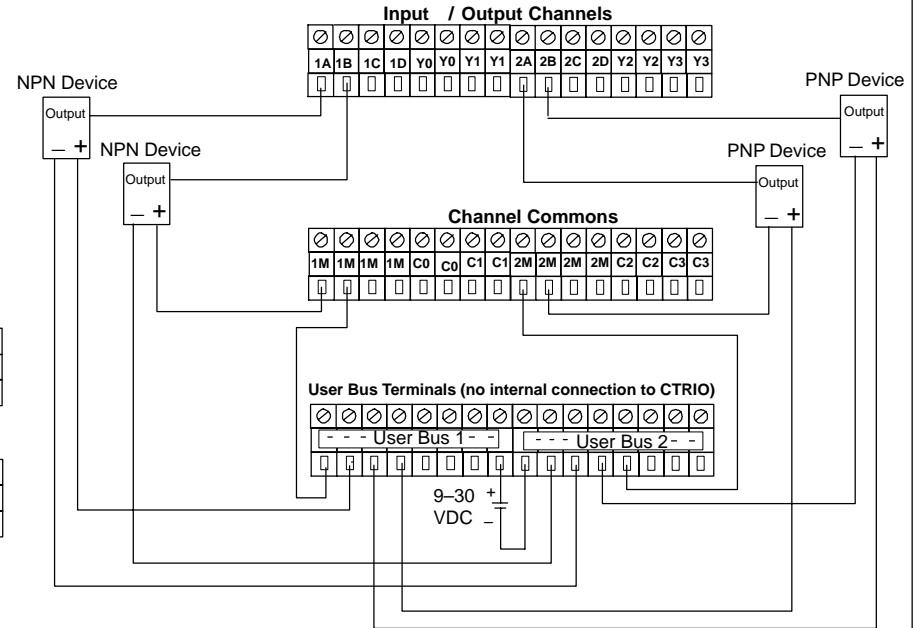 Input / Output Channels
1A 1B 1C 1D Y0 Y0 Y1 Y1 2A 2B 2C 2D Y2 Y2 Y3 Y3
NPN Device
PNP Device
Output
– +
Output
– +
NPN Device
PNP Device
Output
– +
Output
– +
Channel Commons
1M 1M 1M 1M C0 C0 C1 C1 2M 2M 2M 2M C2 C2 C3 C3
User Bus Terminals (no internal connection to CTRIO)
- - - User Bus 1 - -
- - - User Bus 2 - -
9–30 +
VDC –